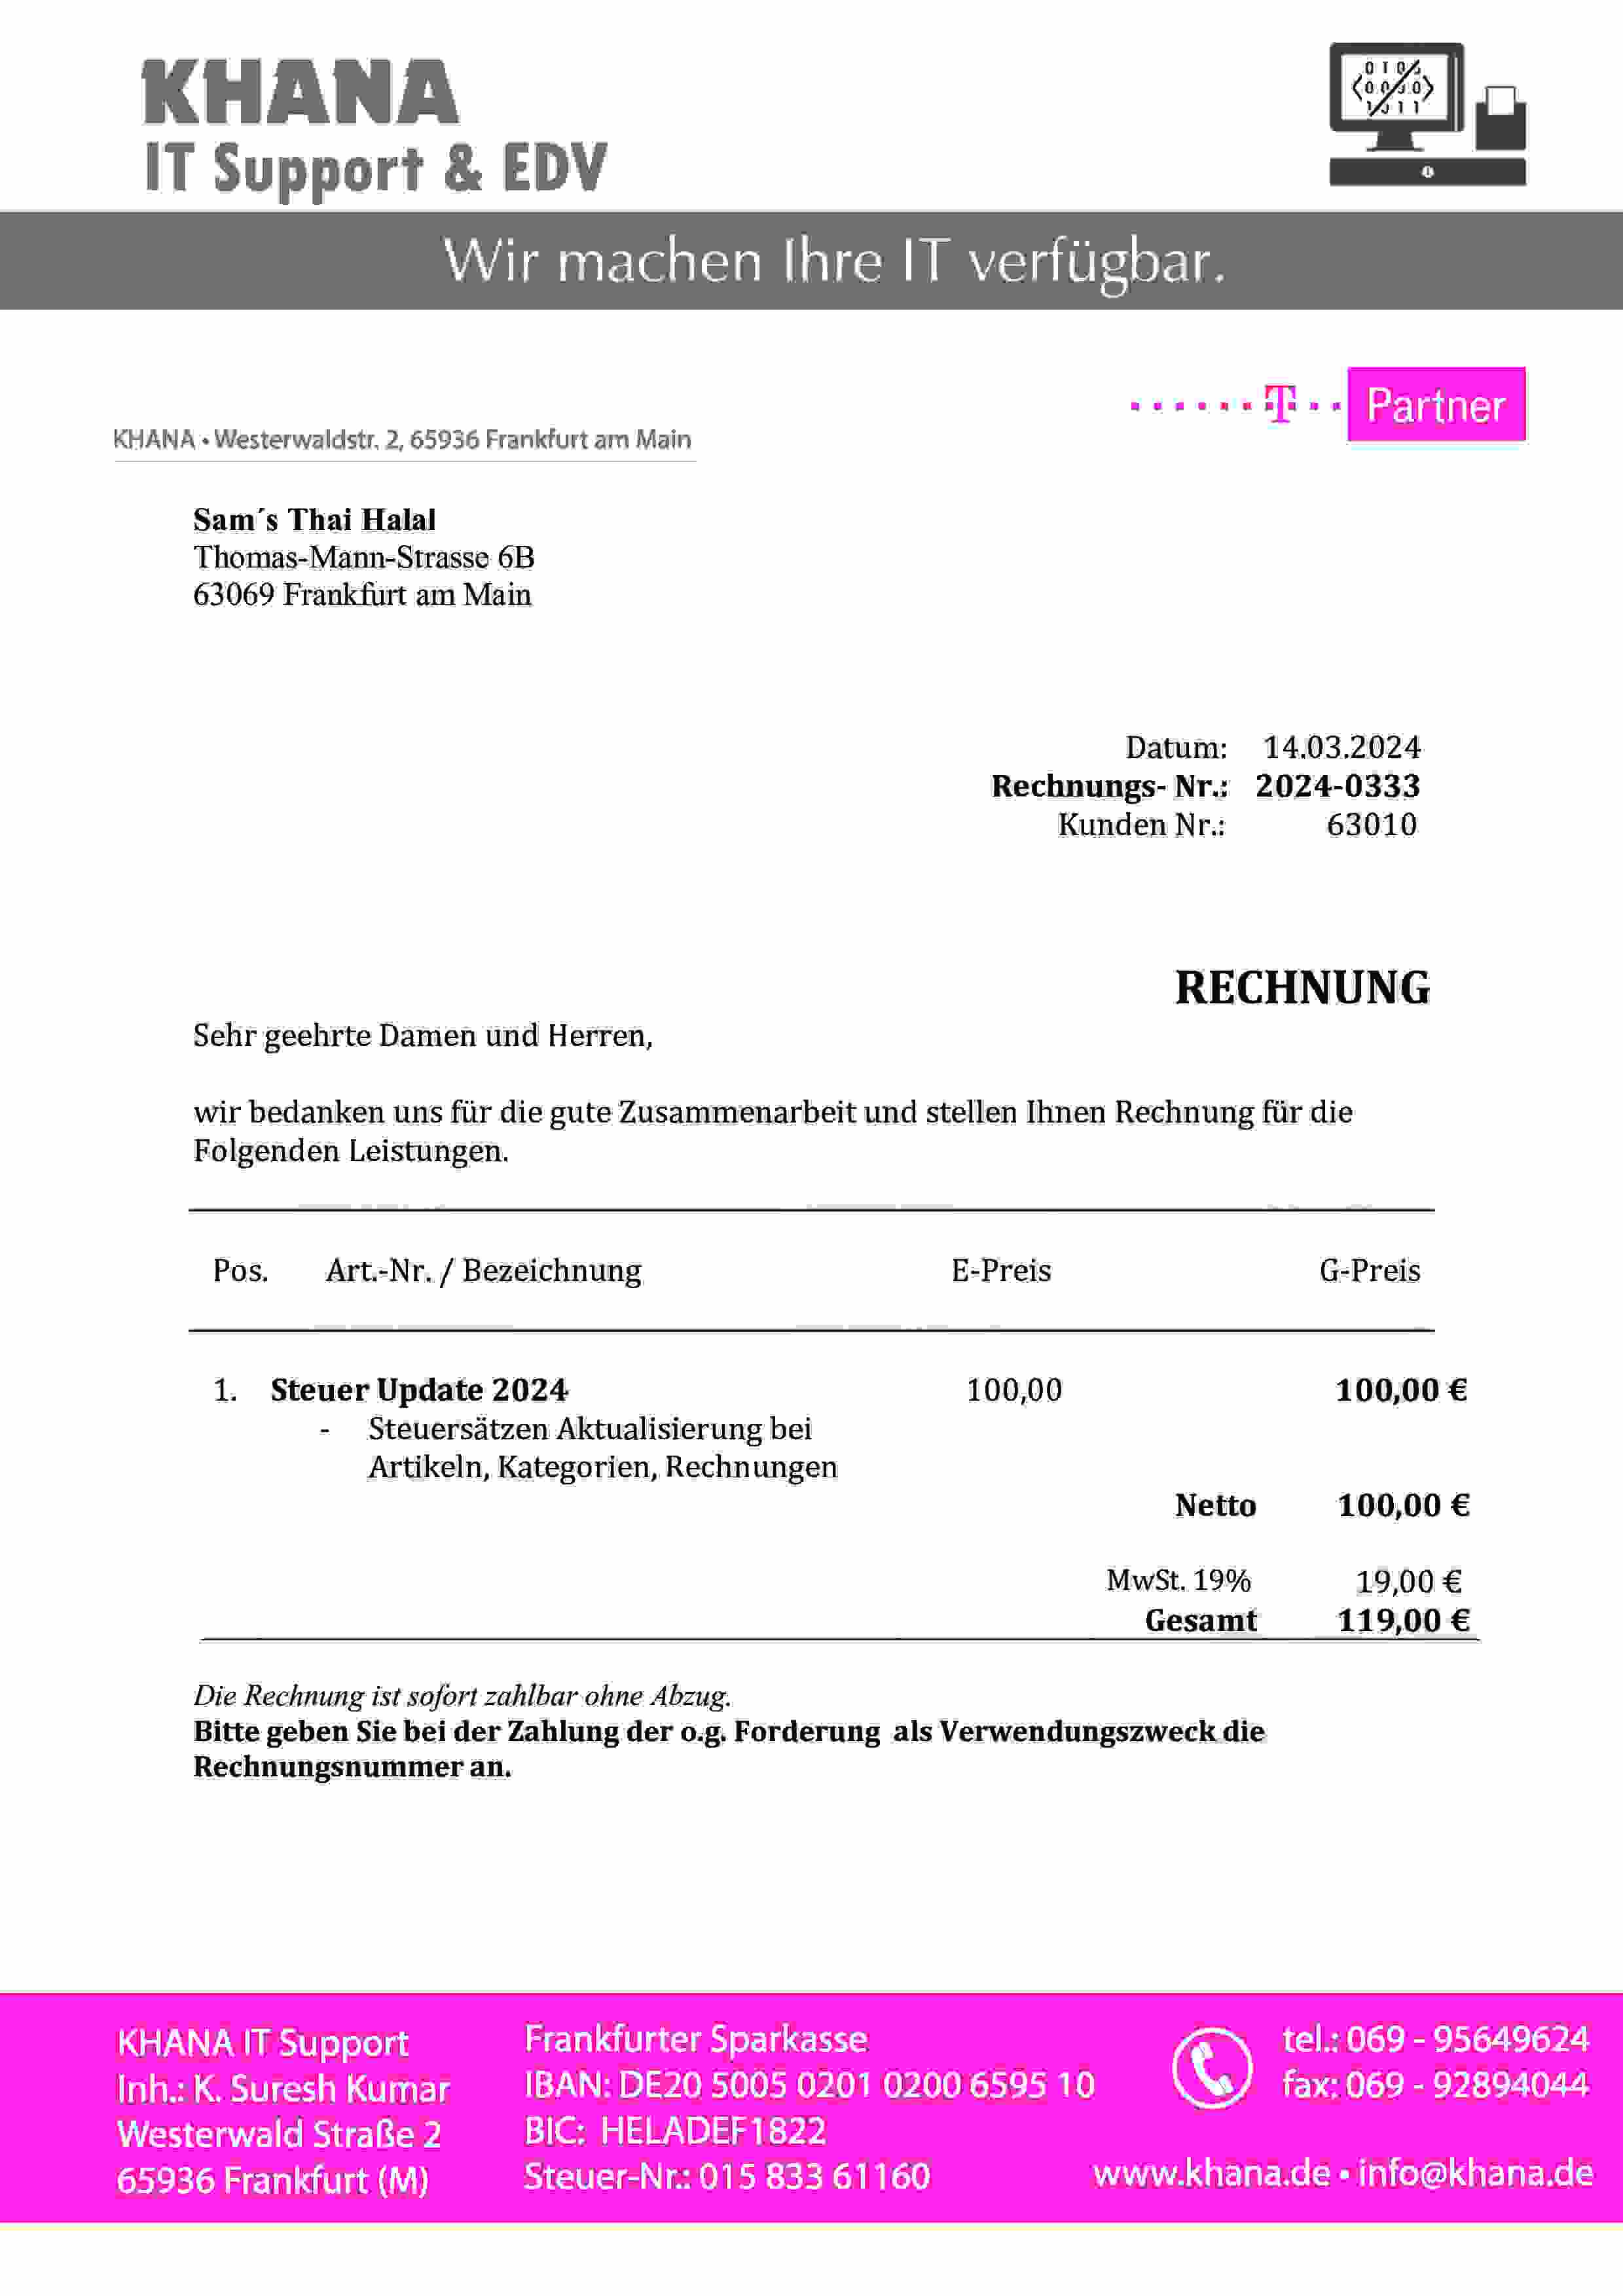 KHANA
IT Support & EDV
Wir machen Ihre IT verfügbar.
T Partner
KHANA • Westerwaldstr. 2, 65936 Frankfurt am Main
Sam´s Thai Halal
Thomas-Mann-Strasse 6B
63069 Frankfurt am Main
Datum: 14.03.2024
Rechnungs- Nr.: 2024-0333
Kunden Nr.: 63010
RECHNUNG
Sehr geehrte Damen und Herren,
wir bedanken uns für die gute Zusammenarbeit und stellen Ihnen Rechnung für die
Folgenden Leistungen.
Pos. Art.-Nr. / Bezeichnung E-Preis G-Preis
1. Steuer Update 2024 100,00 100,00 €
- Steuersätzen Aktualisierung bei
Artikeln, Kategorien, Rechnungen
Netto 100,00 €
MwSt. 19% 19,00 €
Gesamt 119,00 €
Die Rechnung ist sofort zahlbar ohne Abzug.
Bitte geben Sie bei der Zahlung der o.g. Forderung als Verwendungszweck die
Rechnungsnummer an.
KHANA IT Support
Inh.: K. Suresh Kumar
Westerwald Straße 2
65936 Frankfurt (M)
Frankfurter Sparkasse
IBAN: DE20 5005 0201 0200 6595 10
BIC: HELADEF1822
Steuer-Nr.: 015 833 61160
tel.: 069 - 95649624
fax: 069 - 92894044
www.khana.de • info@khana.de